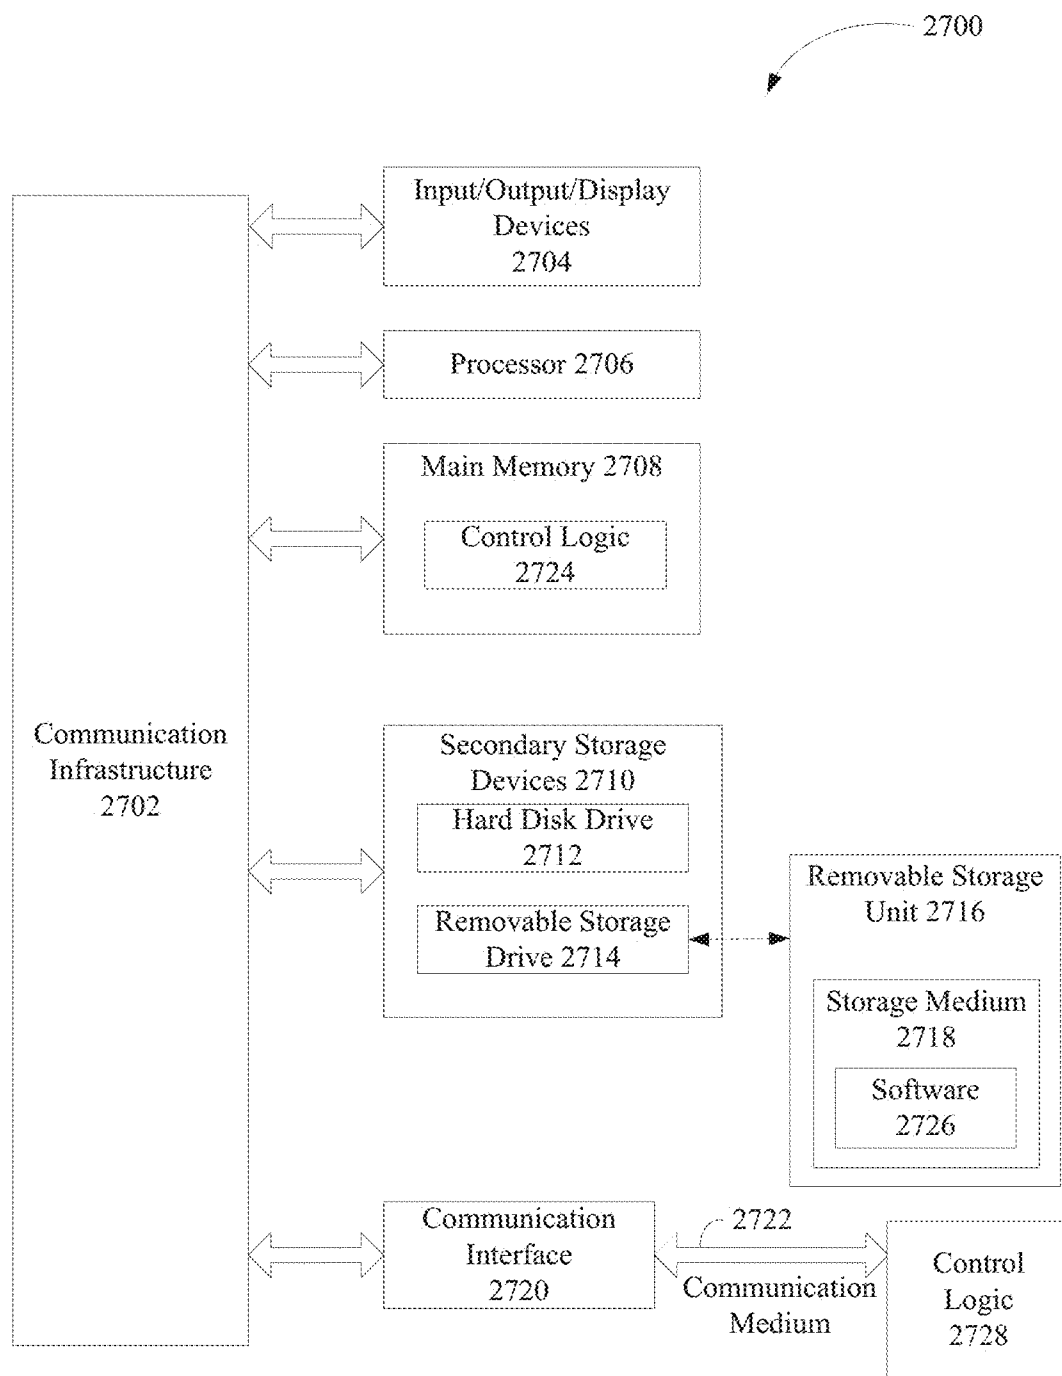 2700
Input/Output/Display
Devices
2704
Processor 2706
Main Memory 2708
Control Logic
2724
Communication
Infrastructure
2702
Secondary Storage
Devices 2710
Hard Disk Drive
2712
Removable Storage
Drive 2714
Removable Storage
Unit 2716
Storage Medium
2718
Software
2726
Communication
Interface
2720
2722
Communication
Medium
Control
Logic
2728